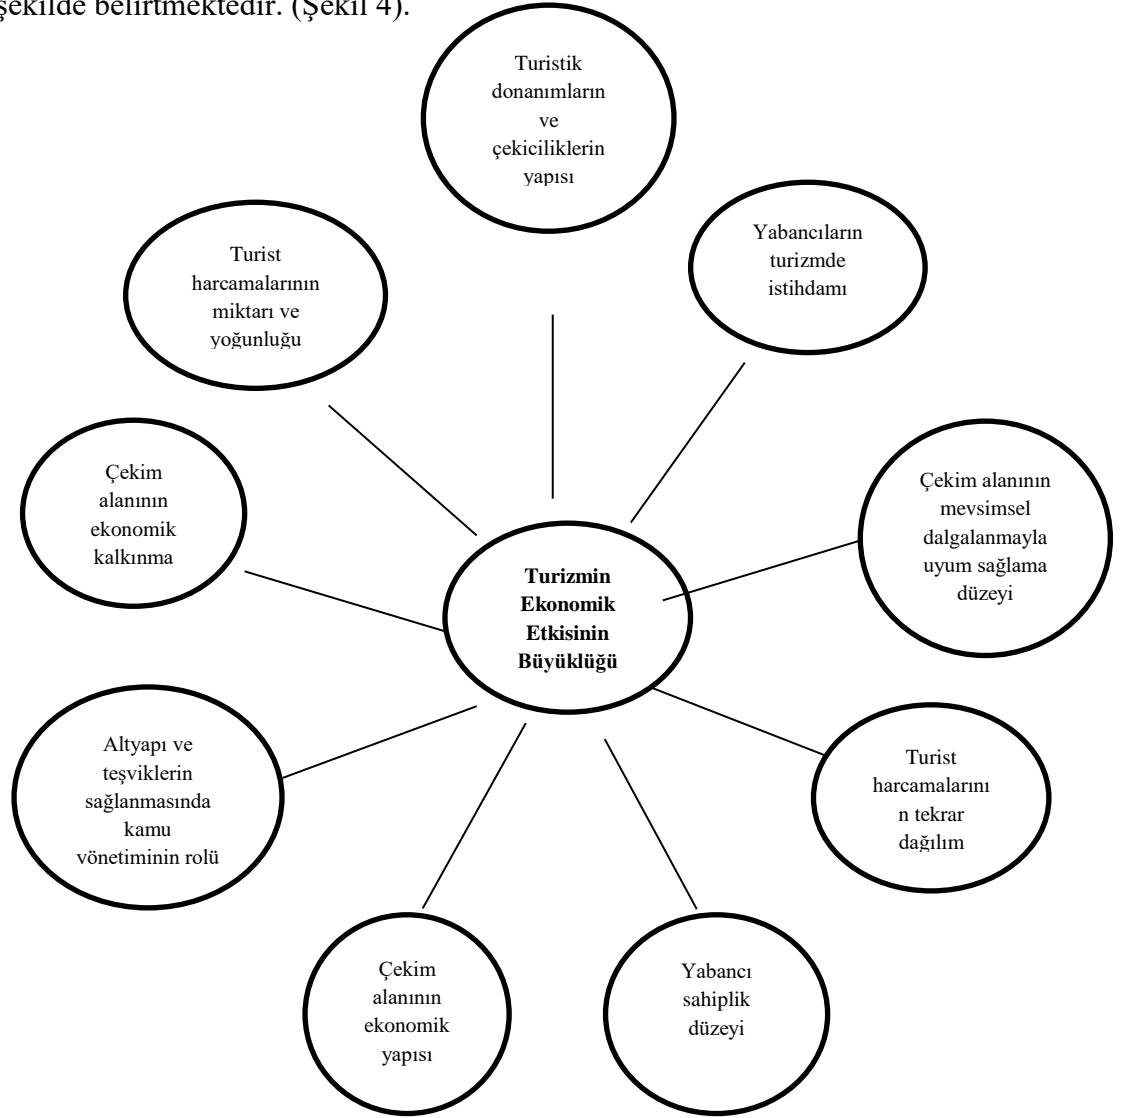 şekilde belirtmektedir. (Şekil 4).
Turistik
donanımların
ve
çekiciliklerin
yapısı
Yabancıların
turizmde
istihdamı
Turist
harcamalarının
miktarı ve
yoğunluğu
Çekim
alanının
ekonomik
kalkınma
Çekim alanının
mevsimsel
dalgalanmayla
uyum sağlama
düzeyi
Turizmin
Ekonomik
Etkisinin
Büyüklüğü
Altyapı ve
teşviklerin
sağlanmasında
kamu
yönetiminin rolü
Turist
harcamalarını
n tekrar
dağılım
Çekim
alanının
ekonomik
yapısı
Yabancı
sahiplik
düzeyi